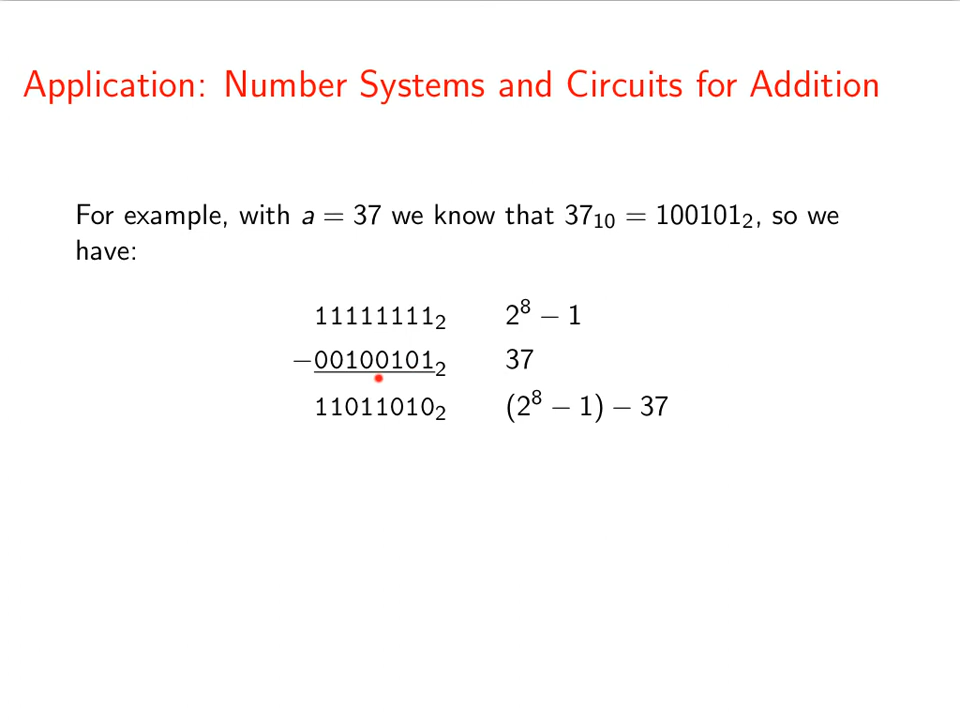 Application: Number Systems and Circuits for Addition
For example, with a = 37 we know that 37₁₀ = 100101₂, so we
have:
11111111₂ 2⁸ − 1
−00100101₂ 37
11011010₂ (2⁸ − 1) − 37